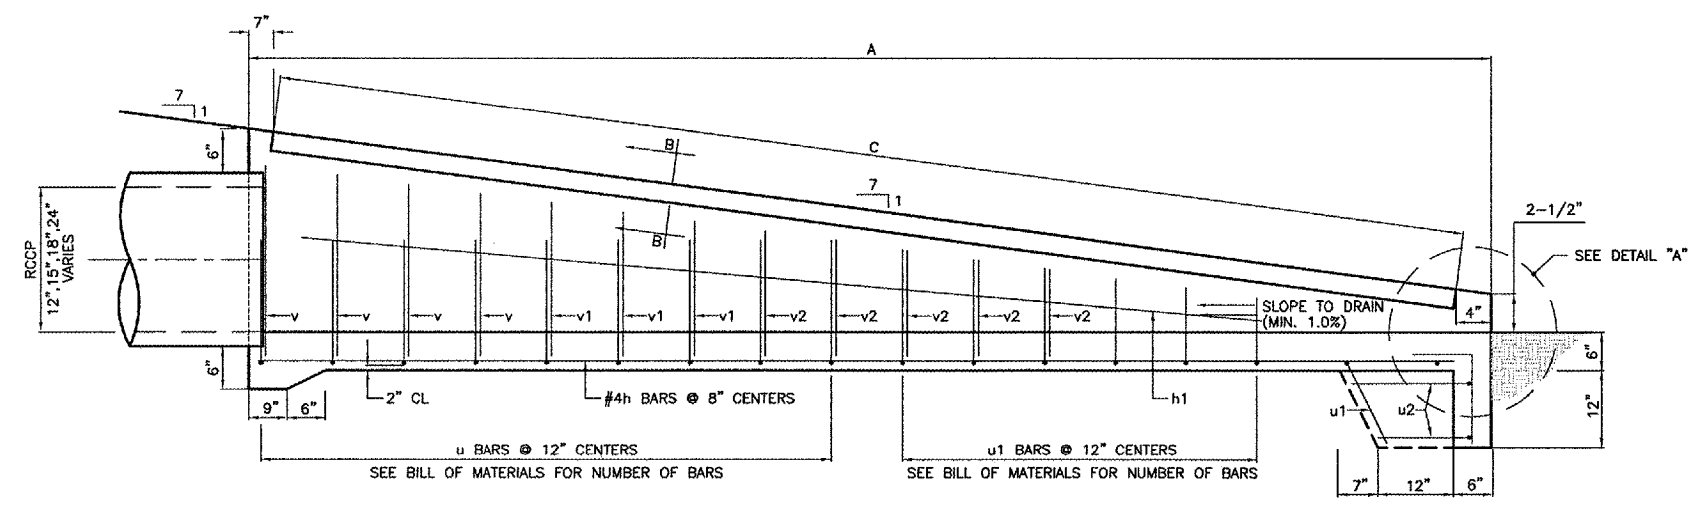 7"
A
7
1
6"
B
C
7
1
B
2-1/2"
SEE DETAIL "A"
RCCP
12",15",18",24"
VARIES
SLOPE TO DRAIN
(MIN. 1.0%)
4"
v
v
v
v
v1
v1
v1
v2
v2
v2
v2
v2
6"
6"
2" CL
#4h BARS @ 8" CENTERS
h1
u1
u2
12"
9"
6"
u BARS @ 12" CENTERS
SEE BILL OF MATERIALS FOR NUMBER OF BARS
u1 BARS @ 12" CENTERS
SEE BILL OF MATERIALS FOR NUMBER OF BARS
7"
12"
6"